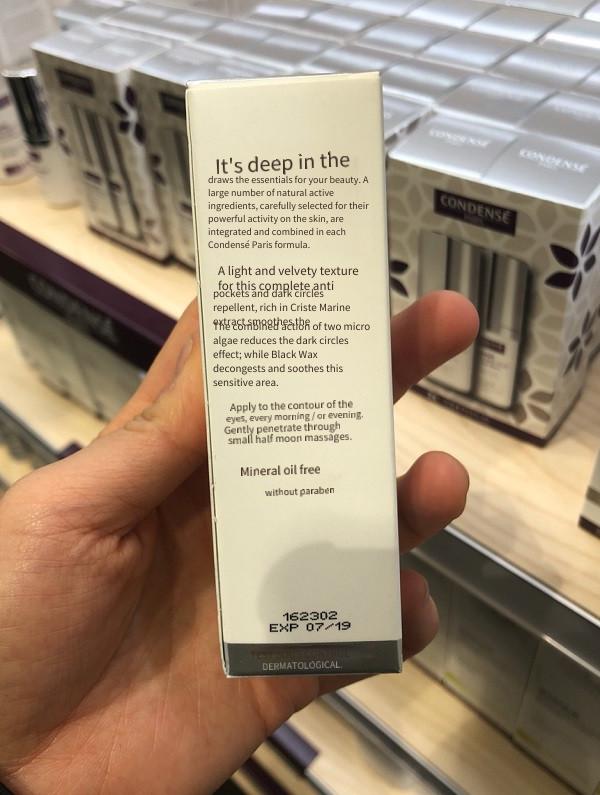 It's deep in the
draws the essentials for your beauty. A
large number of natural active
ingredients, carefully selected for their
powerful activity on the skin, are
integrated and combined in each
Condensé Paris formula.
A light and velvety texture
for this complete anti
pockets and dark circles
repellent, rich in Criste Marine
extract smoothes the
The combined action of two micro
algae reduces the dark circles
effect; while Black Wax
decongests and soothes this
sensitive area.
Apply to the contour of the
eyes, every morning / or evening.
Gently penetrate through
small half moon massages.
Mineral oil free
without paraben
162302
EXP 07/19
DERMATOLOGICAL.
CONDENSÉ
CONDENSÉ
CONDENSÉ